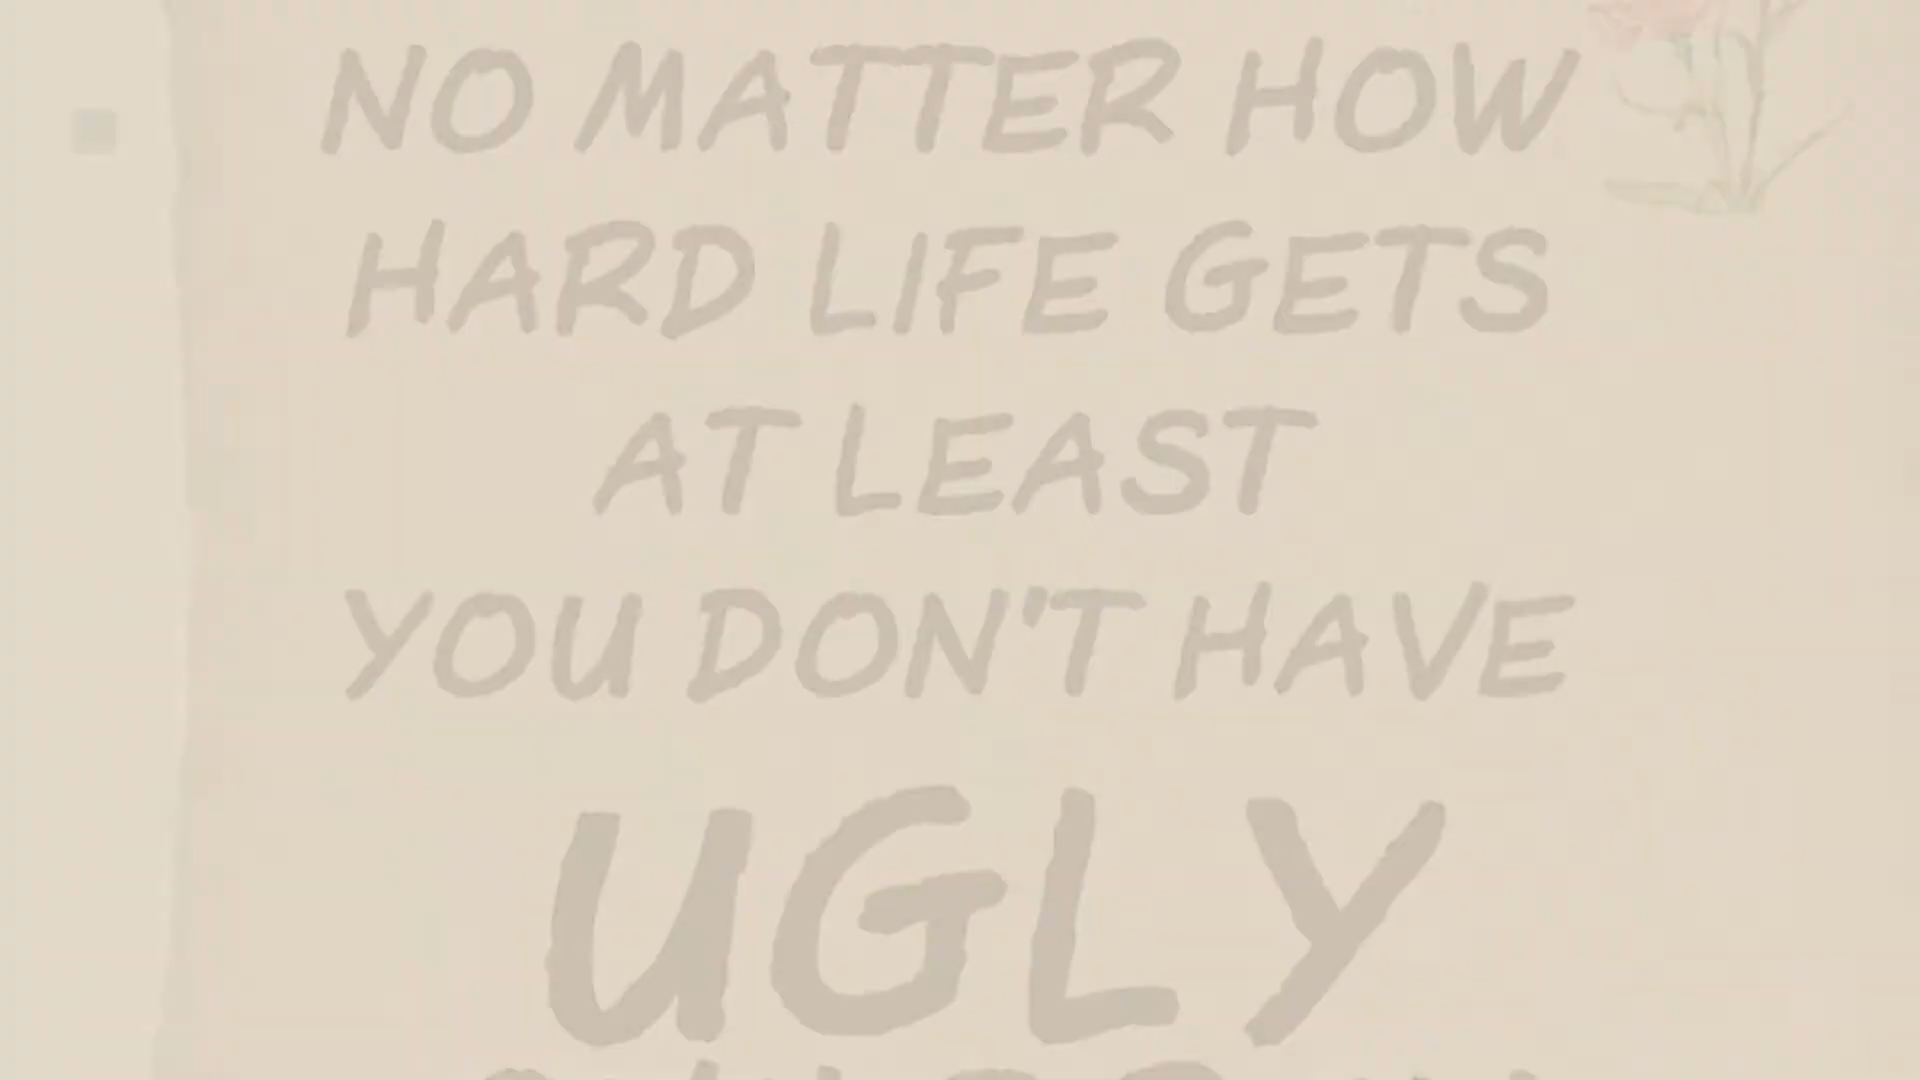 NO MATTER HOW
HARD LIFE GETS
AT LEAST
YOU DON'T HAVE
UGLY